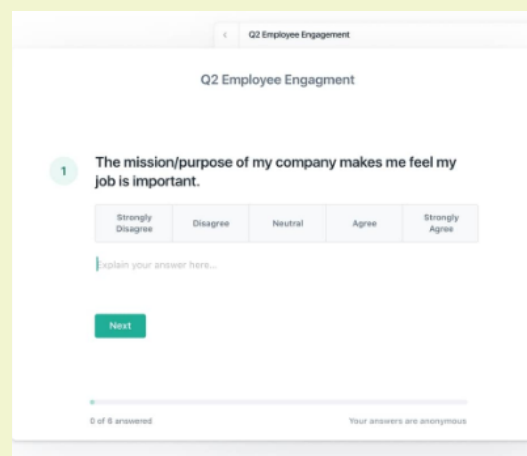 Q2 Employee Engagement
Q2 Employee Engagment
1
The mission/purpose of my company makes me feel my
job is important.
Strongly Disagree Disagree Neutral Agree Strongly Agree
Explain your answer here...
Next
0 of 6 answered
Your answers are anonymous